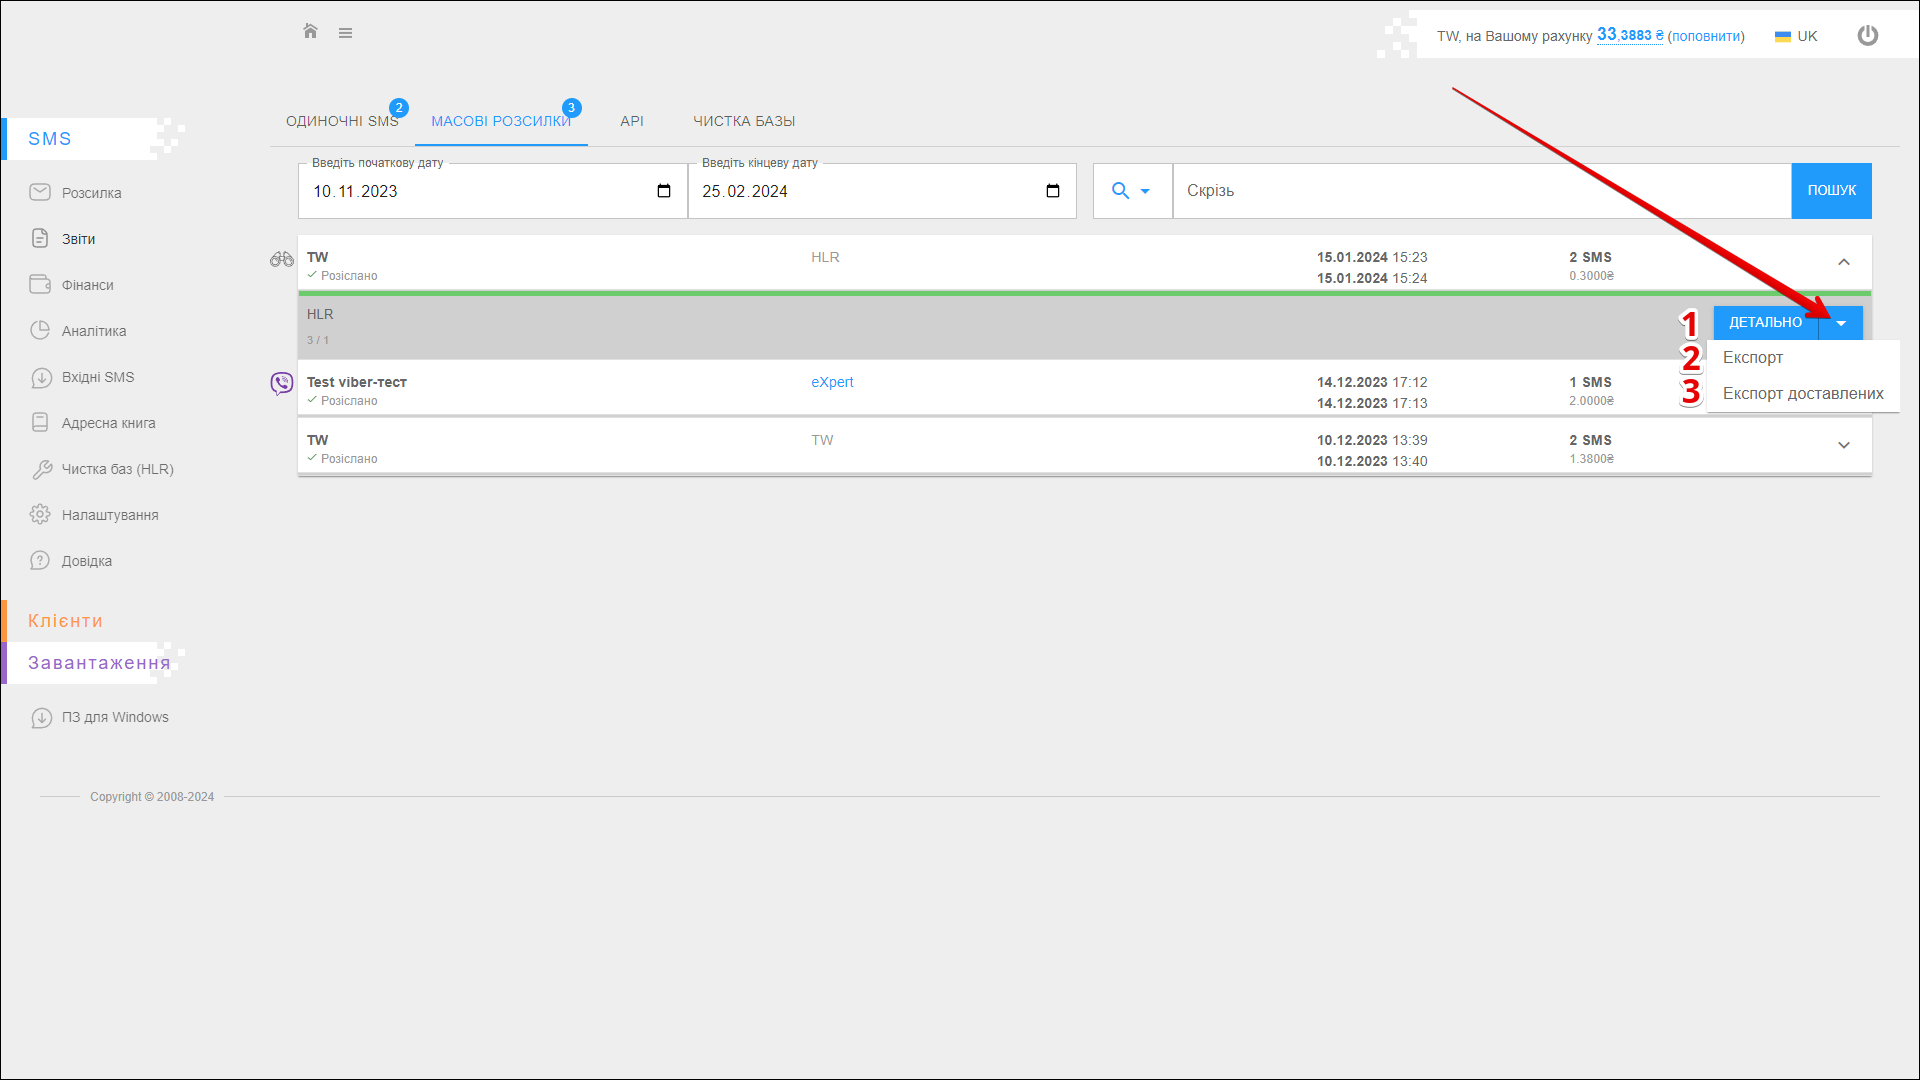 TW, на Вашому рахунку 33,3883 ₴ (поповнити)
UK
SMS
Розсилка
Звіти
Фінанси
Аналітика
Вхідні SMS
Адресна книга
Чистка баз (HLR)
Налаштування
Довідка
Клієнти
Завантаження
ПЗ для Windows
ОДИНОЧНІ SMS 2
МАСОВІ РОЗСИЛКИ 3
API
ЧИСТКА БАЗЫ
Введіть початкову дату
10.11.2023
Введіть кінцеву дату
25.02.2024
Скрізь
ПОШУК
TW HLR 15.01.2024 15:23 2 SMS
Розіслано 15.01.2024 15:24 0.3000₴
HLR
3 / 1
1 ДЕТАЛЬНО
2 Експорт
3 Експорт доставлених
Test viber-тест eXpert 14.12.2023 17:12 1 SMS
Розіслано 14.12.2023 17:13 2.0000₴
TW TW 10.12.2023 13:39 2 SMS
Розіслано 10.12.2023 13:40 1.3800₴
Copyright © 2008-2024